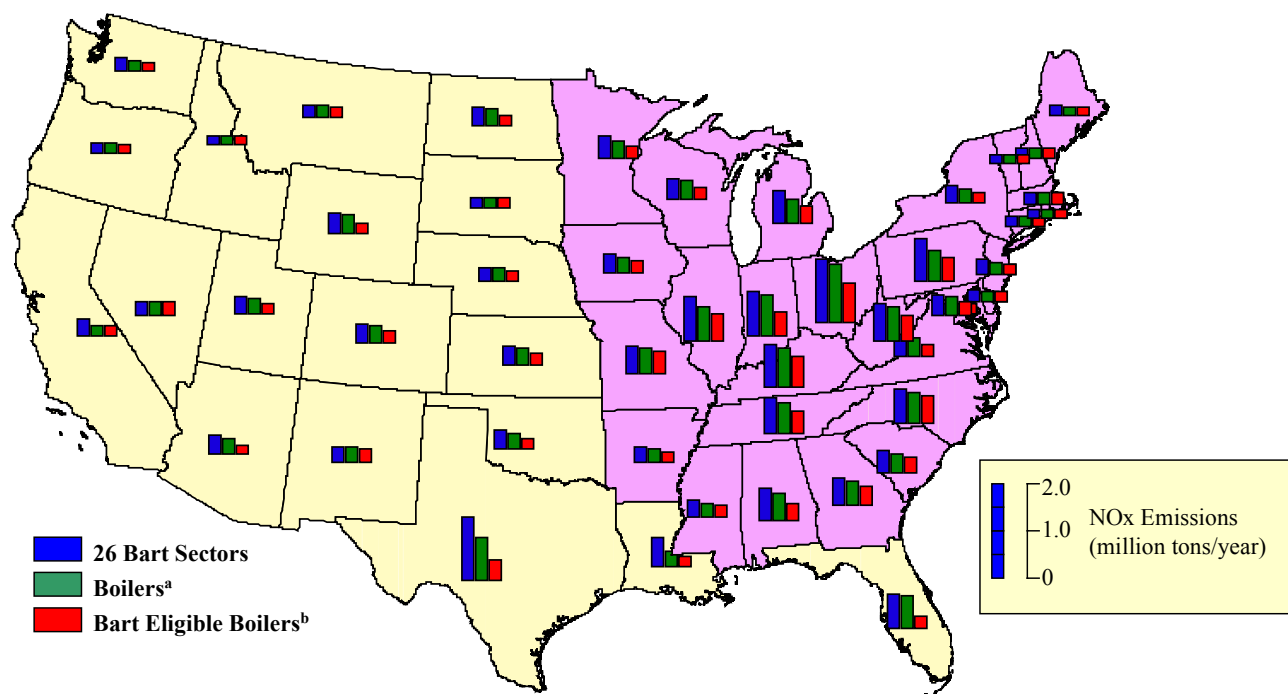 26 Bart Sectors
Boilersᵃ
Bart Eligible Boilersᵇ
2.0
1.0
0
NOx Emissions
(million tons/year)